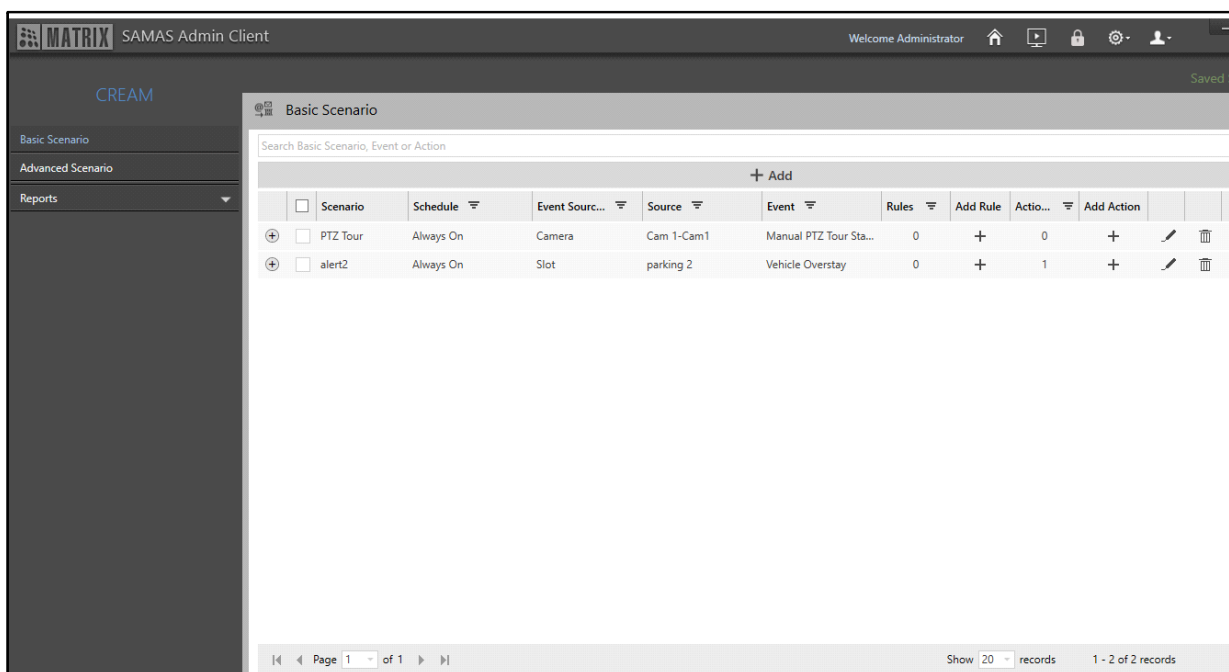 MATRIX SAMAS Admin Client Welcome Administrator
Saved
CREAM
Basic Scenario
Basic Scenario
Search Basic Scenario, Event or Action
Advanced Scenario
+ Add
Reports
Scenario Schedule Event Sourc... Source Event Rules Add Rule Actio... Add Action
PTZ Tour Always On Camera Cam 1-Cam1 Manual PTZ Tour Sta... 0 + 0 +
alert2 Always On Slot parking 2 Vehicle Overstay 0 + 1 +
Page 1 of 1 Show 20 records 1 - 2 of 2 records